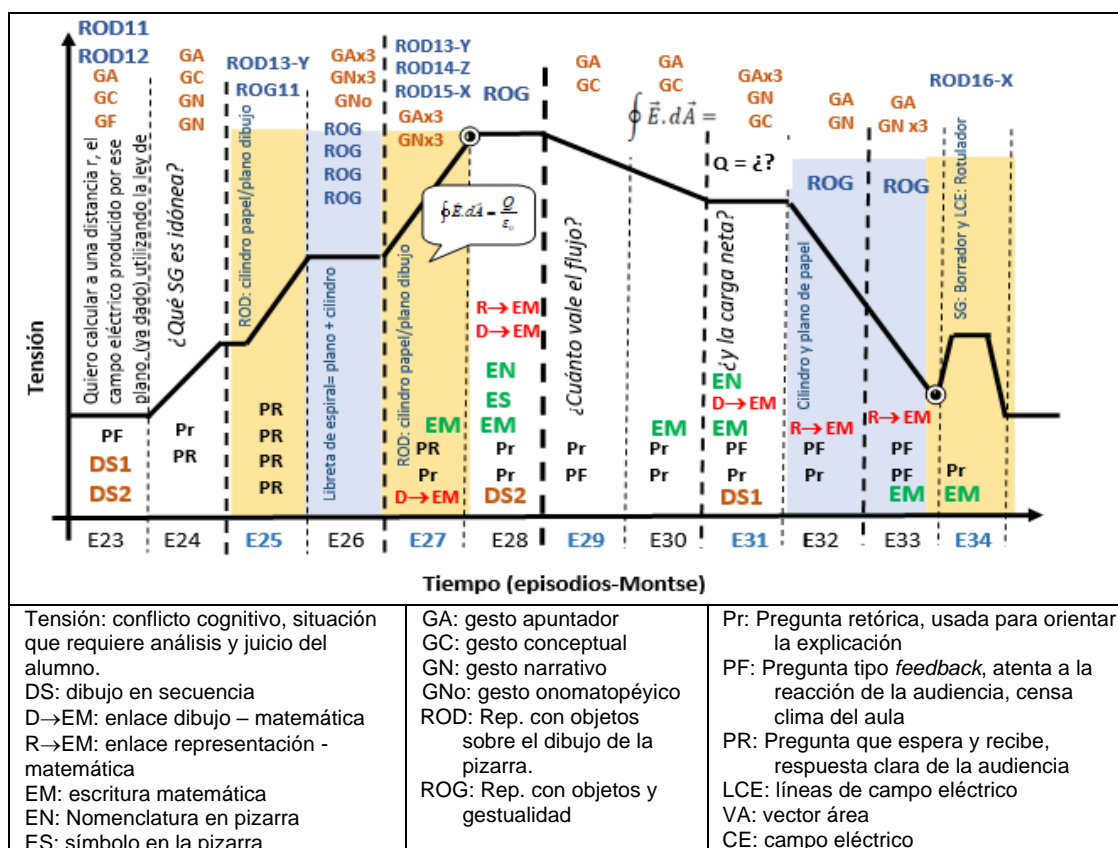 ROD11
ROD12
GA
GC
GF
Quiero calcular a una distancia r, el
campo eléctrico producido por ese
plano (ya dado) utilizando la ley de
PF
DS1
DS2
GA
GC
GN
GN
¿Qué SG es idónea?
Pr
PR
ROD13-Y
ROG11
ROD: cilindro papel/plano dibujo
PR
PR
PR
PR
GAx3
GNx3
GNo
ROG
ROG
ROG
ROG
Libreta de espiral= plano + cilindro
ROD13-Y
ROD14-Z
ROD15-X
GAx3
GNx3
∮E⃗.dA⃗ = Q/ε₀
ROD: cilindro papel/plano dibujo
EM
PR
Pr
D→EM
ROG
R→EM
D→EM
EN
ES
EM
Pr
Pr
DS2
GA
GC
¿Cuánto vale el flujo?
Pr
PF
GA
GC
∮ E⃗.dA⃗ =
EM
Pr
Pr
GAx3
GN
GC
Q = ¿?
¿y la carga neta?
EN
D→EM
EM
PF
Pr
DS1
GA
GN
ROG
Cilindro y plano de papel
R→EM
PF
Pr
GA
GN x3
ROG
R→EM
PF
PF
EM
ROD16-X
SG: Borrador y LCE: Rotulador
Pr
EM
Tensión
E23 E24 E25 E26 E27 E28 E29 E30 E31 E32 E33 E34
Tiempo (episodios-Montse)
Tensión: conflicto cognitivo, situación
que requiere análisis y juicio del
alumno.
DS: dibujo en secuencia
D→EM: enlace dibujo – matemática
R→EM: enlace representación -
matemática
EM: escritura matemática
EN: Nomenclatura en pizarra
ES: símbolo en la pizarra
GA: gesto apuntador
GC: gesto conceptual
GN: gesto narrativo
GNo: gesto onomatopéyico
ROD: Rep. con objetos
sobre el dibujo de la
pizarra.
ROG: Rep. con objetos y
gestualidad
Pr: Pregunta retórica, usada para orientar
la explicación
PF: Pregunta tipo feedback, atenta a la
reacción de la audiencia, censa
clima del aula
PR: Pregunta que espera y recibe,
respuesta clara de la audiencia
LCE: líneas de campo eléctrico
VA: vector área
CE: campo eléctrico